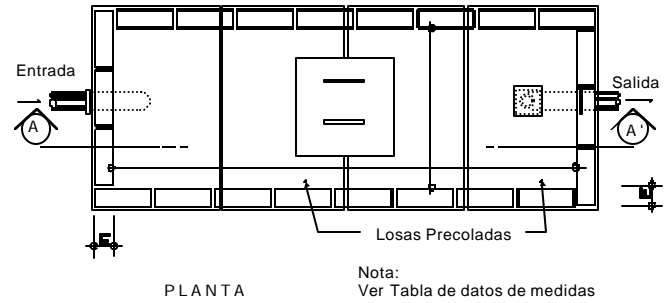 Entrada
Salida
A
A'
E
E
Losas Precoladas
PLANTA
Nota:
Ver Tabla de datos de medidas